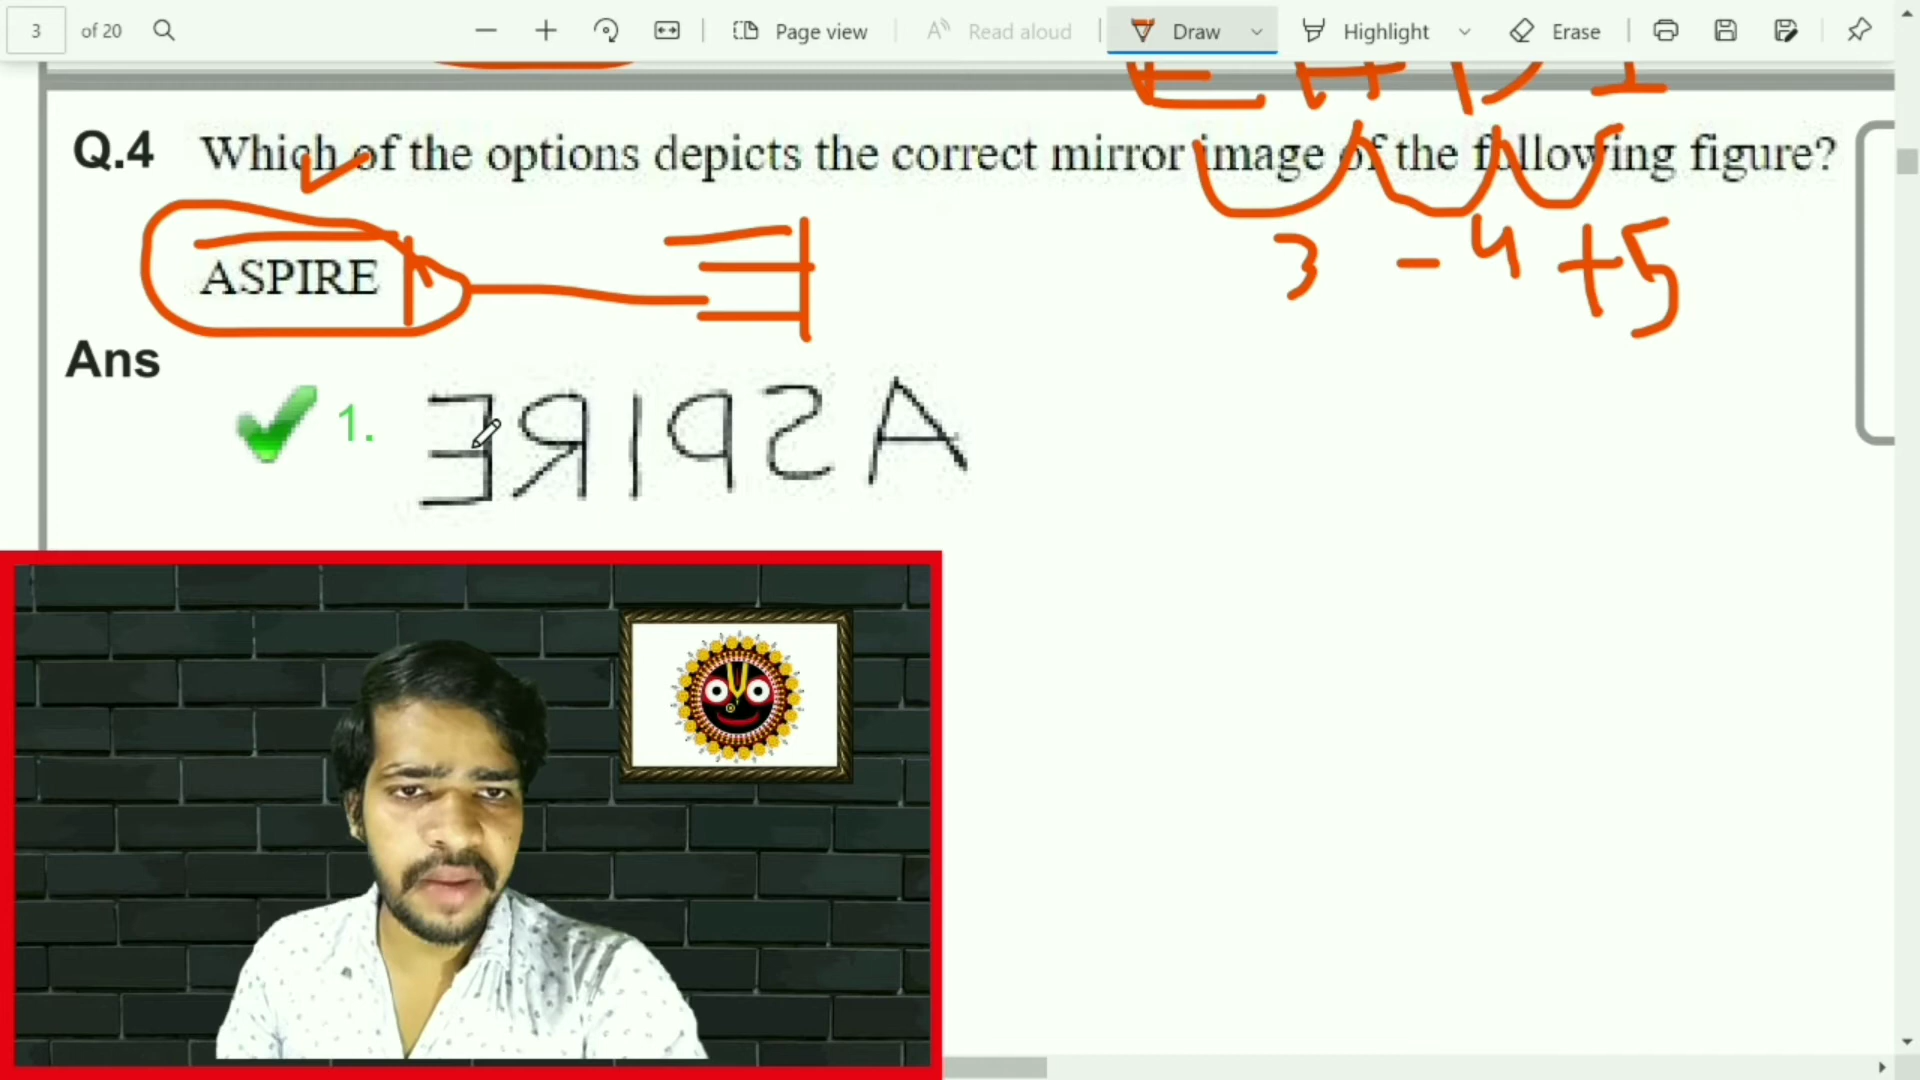 3 of 20 Page view Read aloud Draw Highlight Erase
Q.4 Which of the options depicts the correct mirror image of the following figure?
3 -4 +5
ASPIRE
Ans
1. ASPIRE